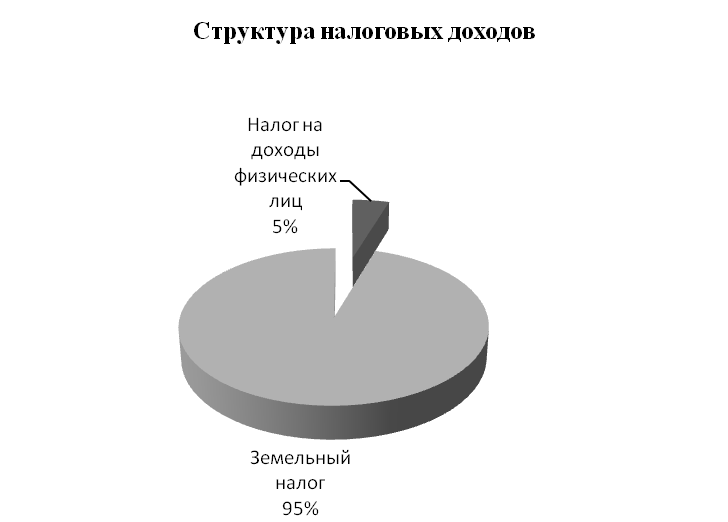 Структура налоговых доходов
Налог на
доходы
физических
лиц
5%
Земельный
налог
95%